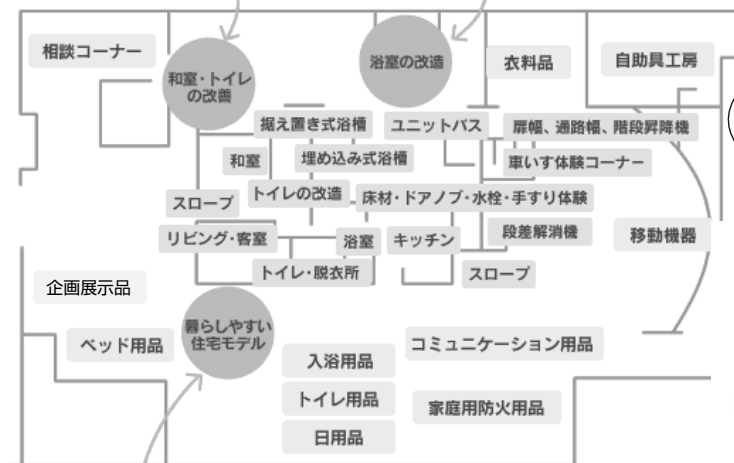 相談コーナー
和室・トイレ
の改善
浴室の改造
衣料品
自助具工房
据え置き式浴槽
ユニットバス
扉幅、通路幅、階段昇降機
和室
埋め込み式浴槽
車いす体験コーナー
スロープ
トイレの改造
床材・ドアノブ・水栓・手すり体験
リビング・客室
浴室
キッチン
段差解消機
移動機器
トイレ・脱衣所
スロープ
企画展示品
暮らしやすい
住宅モデル
ベッド用品
入浴用品
コミュニケーション用品
トイレ用品
家庭用防火用品
日用品